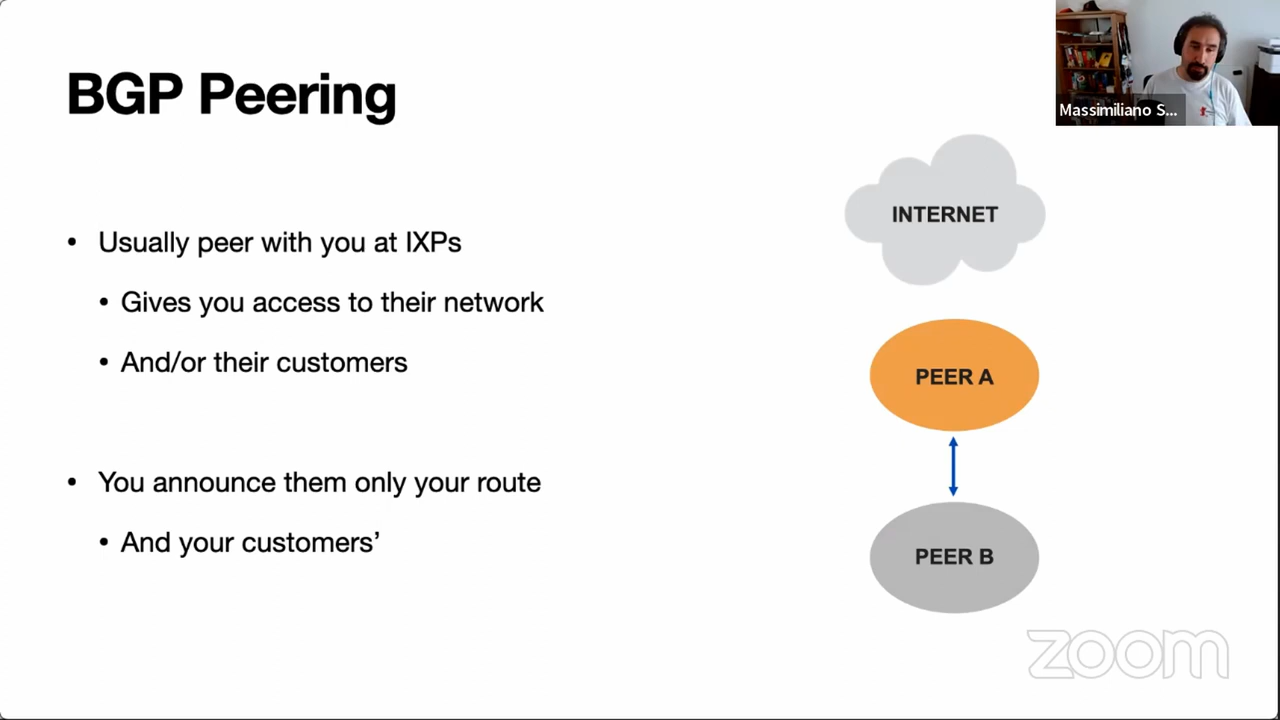 BGP Peering
Massimiliano S...
INTERNET
• Usually peer with you at IXPs
• Gives you access to their network
• And/or their customers
PEER A
• You announce them only your route
• And your customers’
PEER B
zoom